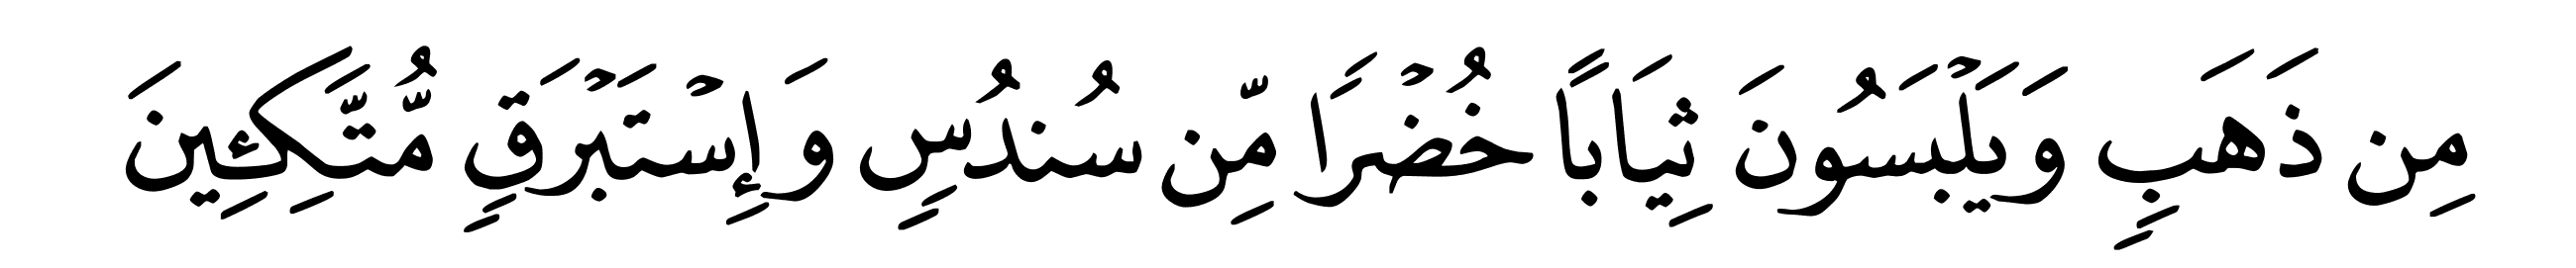 مِن ذَهَبٍ وَيَلۡبَسُونَ ثِيَابًا خُضۡرًا مِّن سُندُسٍ وَإِسۡتَبۡرَقٍ مُّتَّكِـِٔينَ